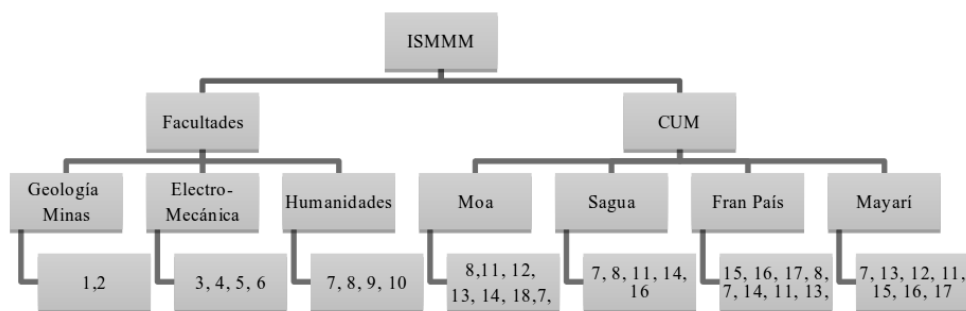 ISMMM
Facultades
CUM
Geología
Minas
Electro-
Mecánica
Humanidades
Moa
Sagua
Fran País
Mayarí
1,2
3, 4, 5, 6
7, 8, 9, 10
8,11, 12,
13, 14, 18,7,
7, 8, 11, 14,
16
15, 16, 17, 8,
7, 14, 11, 13,
7, 13, 12, 11,
15, 16, 17